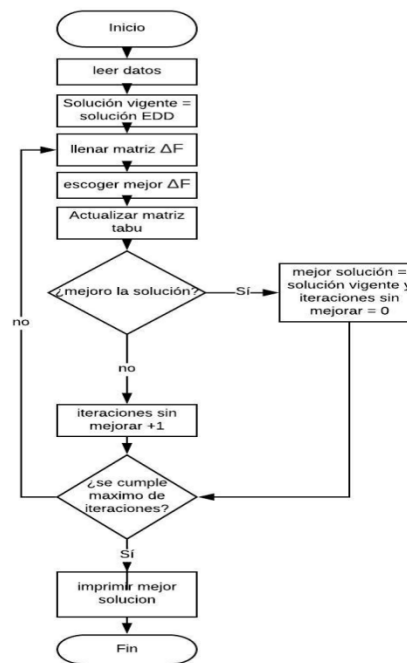 Inicio
leer datos
Solución vigente =
solución EDD
llenar matriz ΔF
escoger mejor ΔF
Actualizar matriz
tabu
¿mejoro la solución?
Sí
mejor solución =
solución vigente y
iteraciones sin
mejorar = 0
no
no
iteraciones sin
mejorar +1
¿se cumple
maximo de
iteraciones?
Sí
imprimir mejor
solucion
Fin